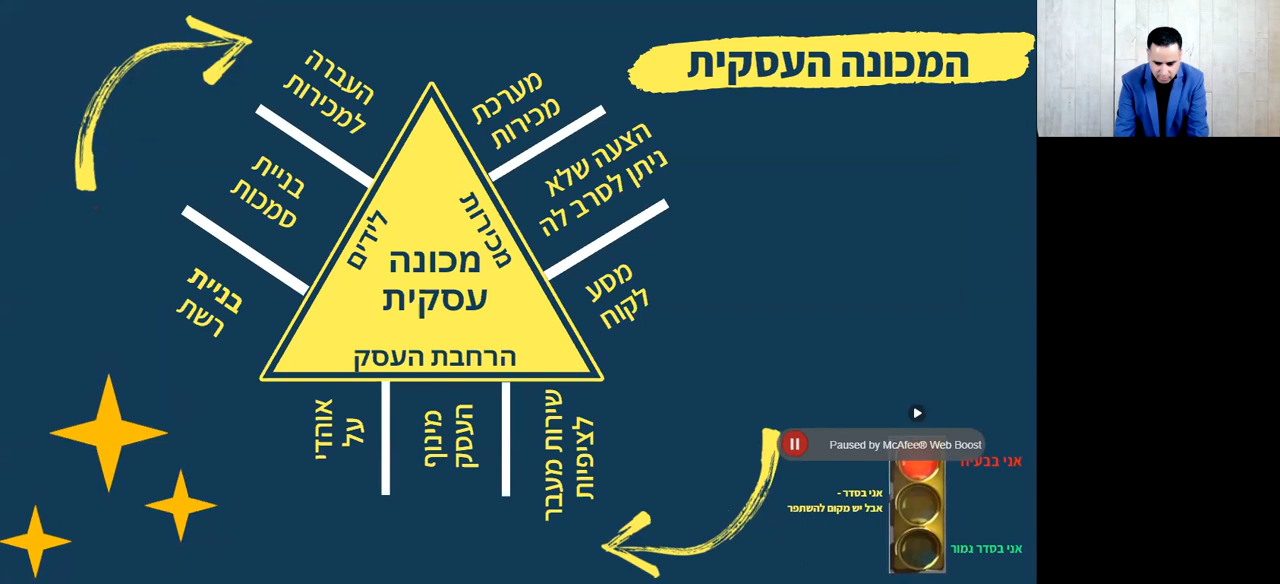 המכונה העסקית
העברה
למכירות
בניית
סמכות
בניית
רשת
מערכת
מכירות
הצעה שלא
ניתן לסרב לה
מסע
לקוח
לידים
מכירות
מכונה
עסקית
הרחבת העסק
אוהדי
על
מינוף
העסק
שירות מעבר
לציפיות
Paused by McAfee® Web Boost
אני בבעיה
אני בסדר -
אבל יש מקום להשתפר
אני בסדר גמור